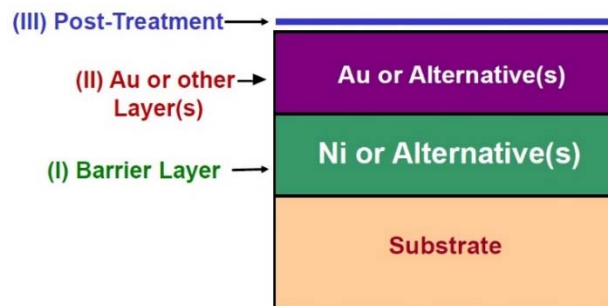 (III) Post-Treatment
(II) Au or other
Layer(s)
(I) Barrier Layer
Au or Alternative(s)
Ni or Alternative(s)
Substrate